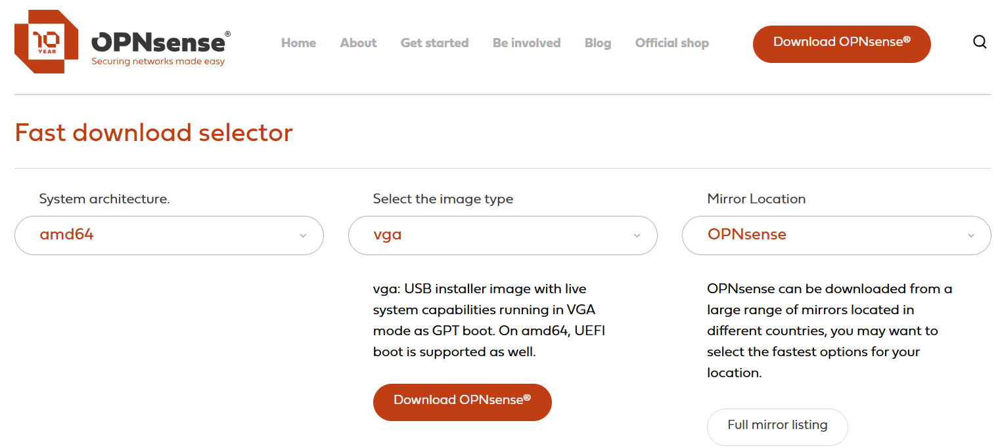 10
YEAR
OPNsense®
Securing networks made easy
Home About Get started Be involved Blog Official shop
Download OPNsense®
Fast download selector
System architecture.
amd64
Select the image type
vga
vga: USB installer image with live
system capabilities running in VGA
mode as GPT boot. On amd64, UEFI
boot is supported as well.
Download OPNsense®
Mirror Location
OPNsense
OPNsense can be downloaded from a
large range of mirrors located in
different countries, you may want to
select the fastest options for your
location.
Full mirror listing